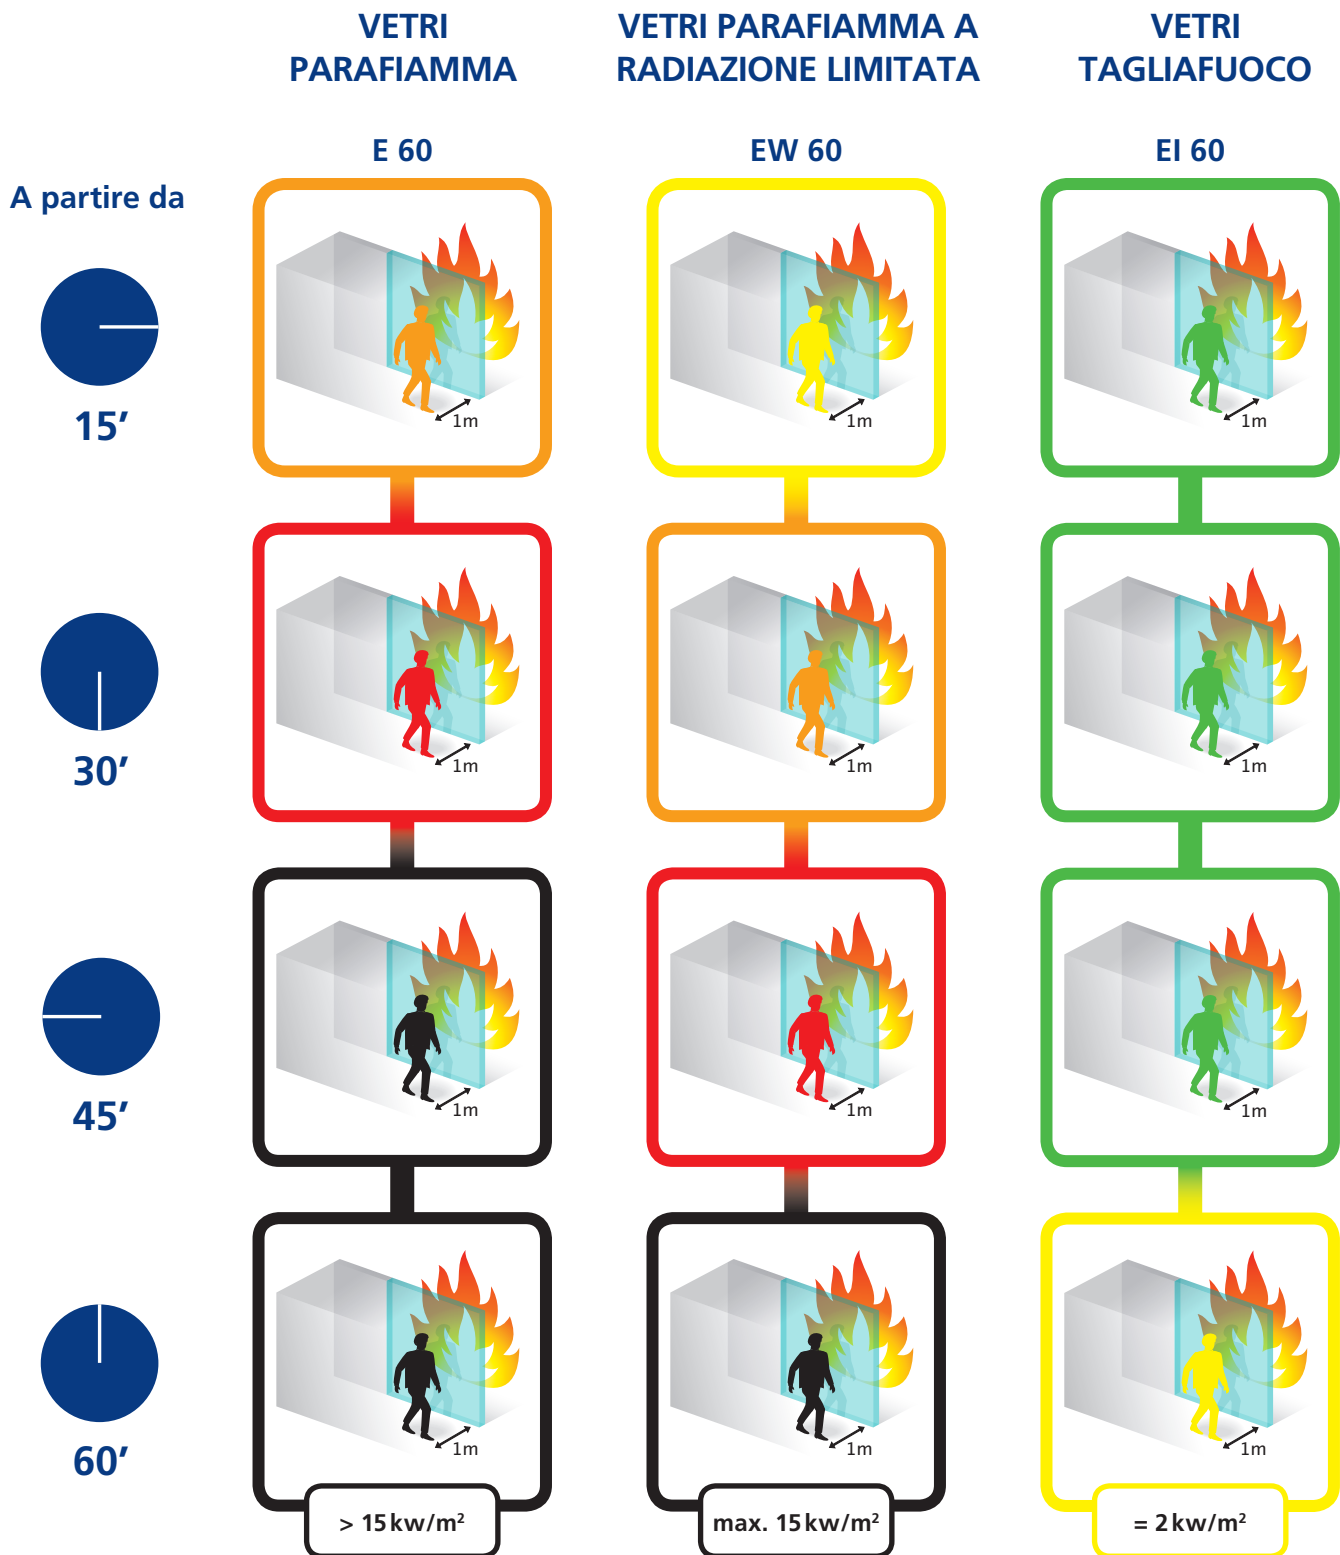 VETRI
PARAFIAMMA
VETRI PARAFIAMMA A
RADIAZIONE LIMITATA
VETRI
TAGLIAFUOCO
E 60
EW 60
EI 60
A partire da
15’
1m
1m
1m
30’
1m
1m
1m
45’
1m
1m
1m
60’
1m
1m
1m
> 15 kw/m²
max. 15 kw/m²
= 2 kw/m²